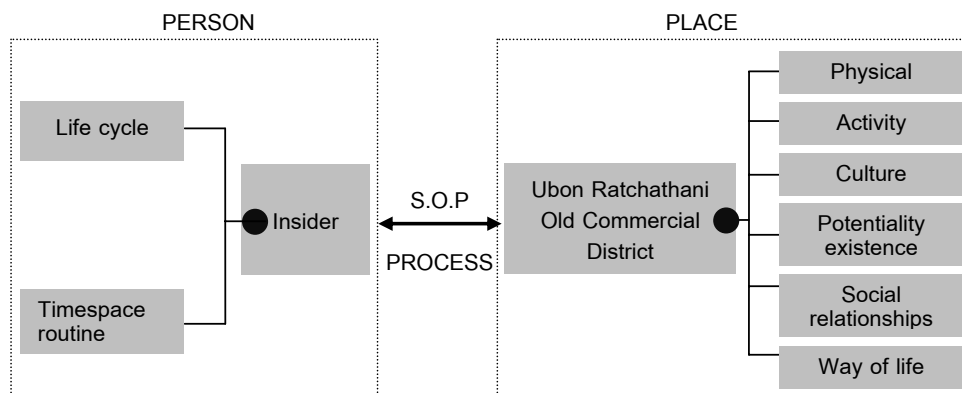 PERSON
Life cycle
Timespace
routine
Insider
S.O.P
PROCESS
PLACE
Ubon Ratchathani
Old Commercial
District
Physical
Activity
Culture
Potentiality
existence
Social
relationships
Way of life